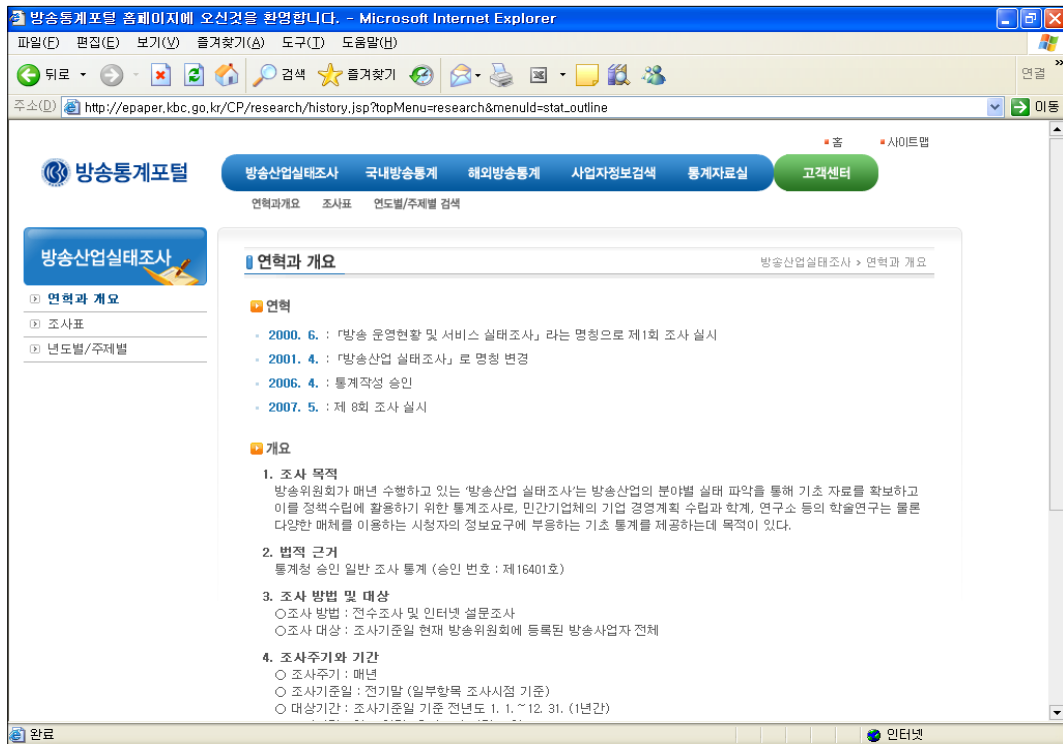 방송통계포털 홈페이지에 오신것을 환영합니다. - Microsoft Internet Explorer
파일(F) 편집(E) 보기(V) 즐겨찾기(A) 도구(T) 도움말(H)
뒤로 검색 즐겨찾기 연결 »
주소(D) http://epaper.kbc.go.kr/CP/research/history.jsp?topMenu=research&menuId=stat_outline 이동
홈 사이트맵
방송통계포털 방송산업실태조사 국내방송통계 해외방송통계 사업자정보검색 통계자료실 고객센터
연혁과개요 조사표 연도별/주제별 검색
방송산업실태조사
연혁과 개요
조사표
년도별/주제별
연혁과 개요 방송산업실태조사 > 연혁과 개요
연혁
2000. 6. : 「방송 운영현황 및 서비스 실태조사」 라는 명칭으로 제1회 조사 실시
2001. 4. : 「방송산업 실태조사」 로 명칭 변경
2006. 4. : 통계작성 승인
2007. 5. : 제 8회 조사 실시
개요
1. 조사 목적
방송위원회가 매년 수행하고 있는 '방송산업 실태조사'는 방송산업의 분야별 실태 파악을 통해 기초 자료를 확보하고
이를 정책수립에 활용하기 위한 통계조사로, 민간기업체의 기업 경영계획 수립과 학계, 연구소 등의 학술연구는 물론
다양한 매체를 이용하는 시청자의 정보요구에 부응하는 기초 통계를 제공하는데 목적이 있다.
2. 법적 근거
통계청 승인 일반 조사 통계 (승인 번호 : 제16401호)
3. 조사 방법 및 대상
○조사 방법 : 전수조사 및 인터넷 설문조사
○조사 대상 : 조사기준일 현재 방송위원회에 등록된 방송사업자 전체
4. 조사주기와 기간
○ 조사주기 : 매년
○ 조사기준일 : 전기말 (일부항목 조사시점 기준)
○ 대상기간 : 조사기준일 기준 전년도 1. 1. ~ 12. 31. (1년간)
완료 인터넷